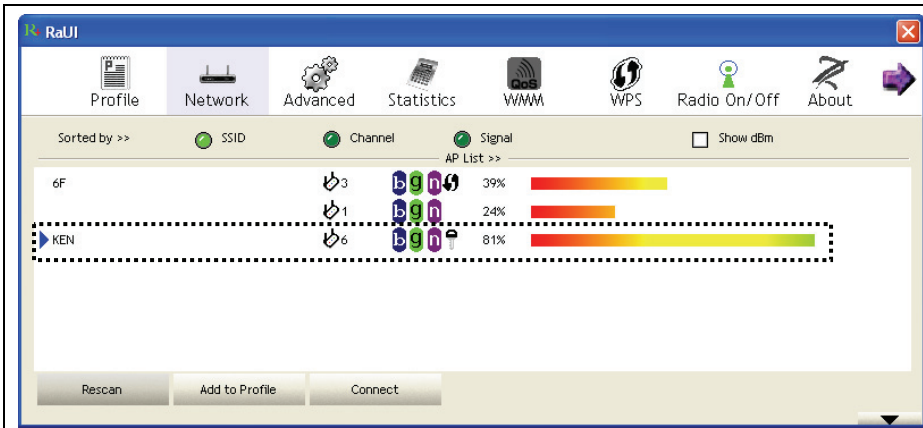 RaUI
Profile Network Advanced Statistics QoS WMM WPS Radio On/Off About
Sorted by >> SSID Channel Signal Show dBm
AP List >>
6F 3 b g n 39%
1 b g n 24%
KEN 6 b g n 81%
Rescan Add to Profile Connect